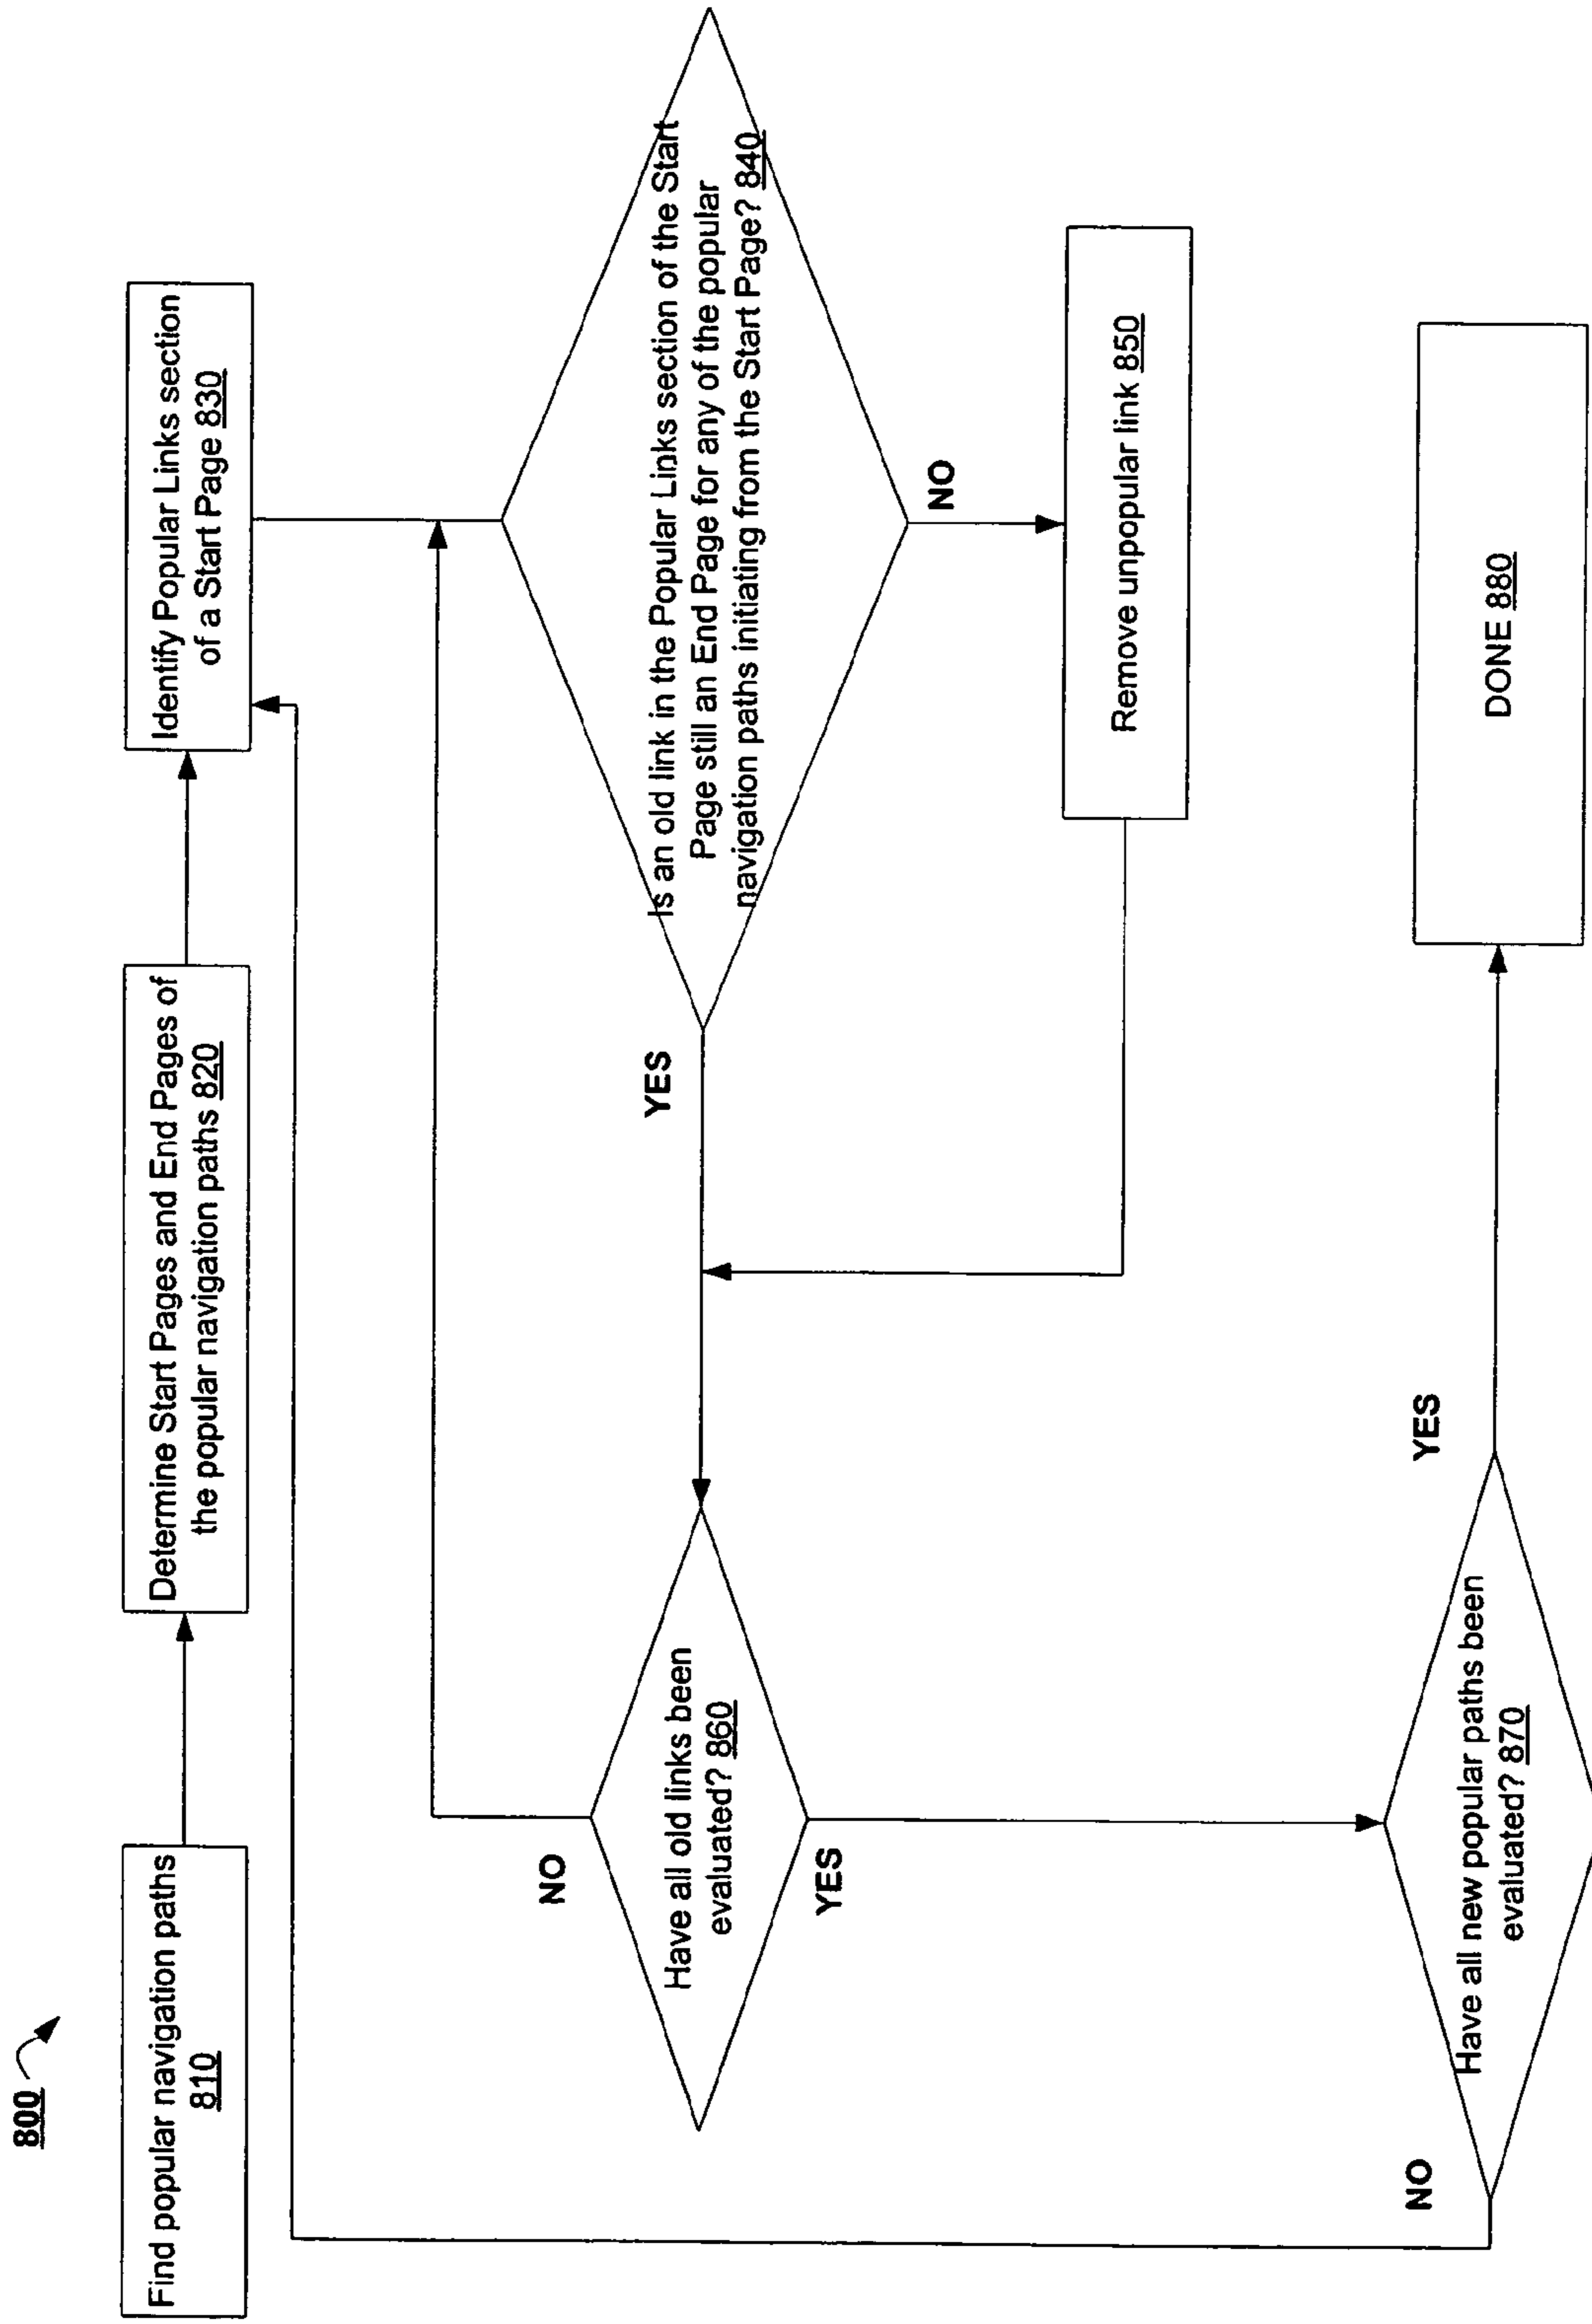 800
Find popular navigation paths
810
Determine Start Pages and End Pages of
the popular navigation paths 820
Identify Popular Links section
of a Start Page 830
Is an old link in the Popular Links section of the Start
Page still an End Page for any of the popular
navigation paths initiating from the Start Page? 840
YES
NO
Remove unpopular link 850
Have all old links been
evaluated? 860
NO
YES
Have all new popular paths been
evaluated? 870
NO
YES
DONE 880